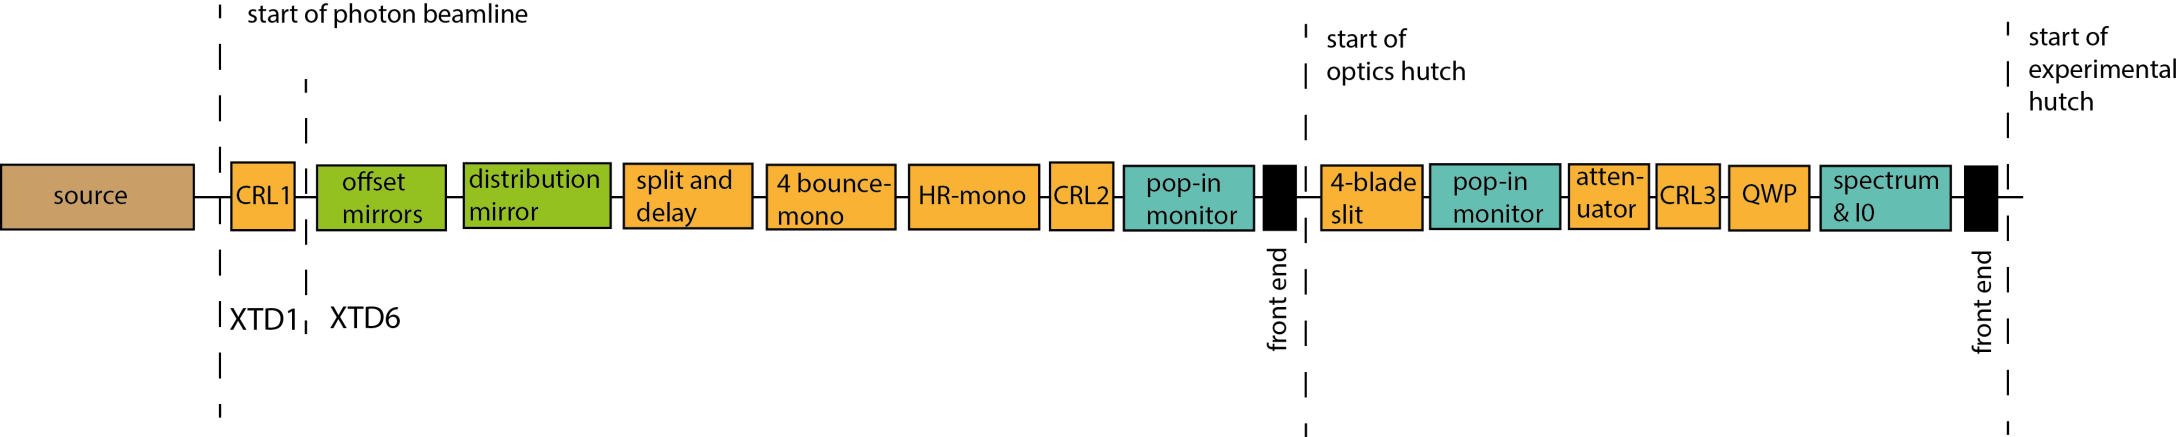 start of photon beamline
start of
optics hutch
start of
experimental
hutch
source
CRL1
offset
mirrors
distribution
mirror
split and
delay
4 bounce-
mono
HR-mono
CRL2
pop-in
monitor
4-blade
slit
pop-in
monitor
atten-
uator
CRL3
QWP
spectrum
& I0
front end
front end
XTD1
XTD6